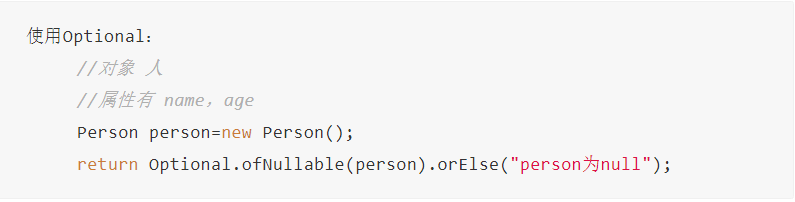 使用Optional:
//对象 人
//属性有 name, age
Person person=new Person();
return Optional.ofNullable(person).orElse("person为null");